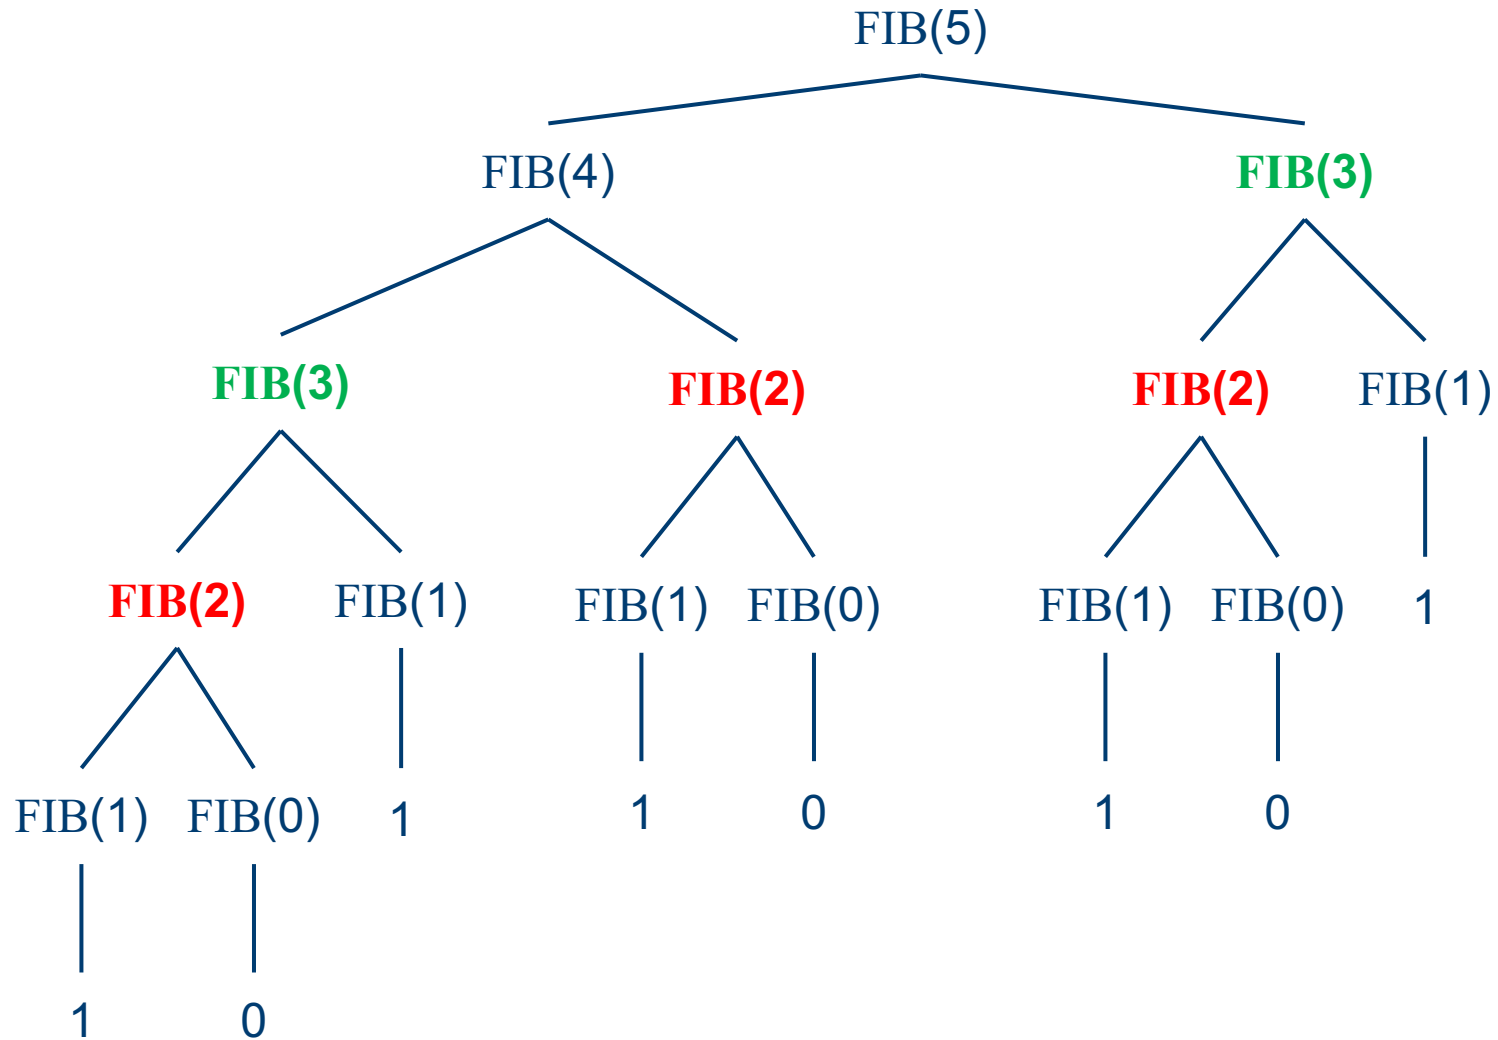 FIB(5)
FIB(4) FIB(3)
FIB(3) FIB(2) FIB(2) FIB(1)
FIB(2) FIB(1) FIB(1) FIB(0) FIB(1) FIB(0) 1
FIB(1) FIB(0) 1 1 0 1 0
1 0